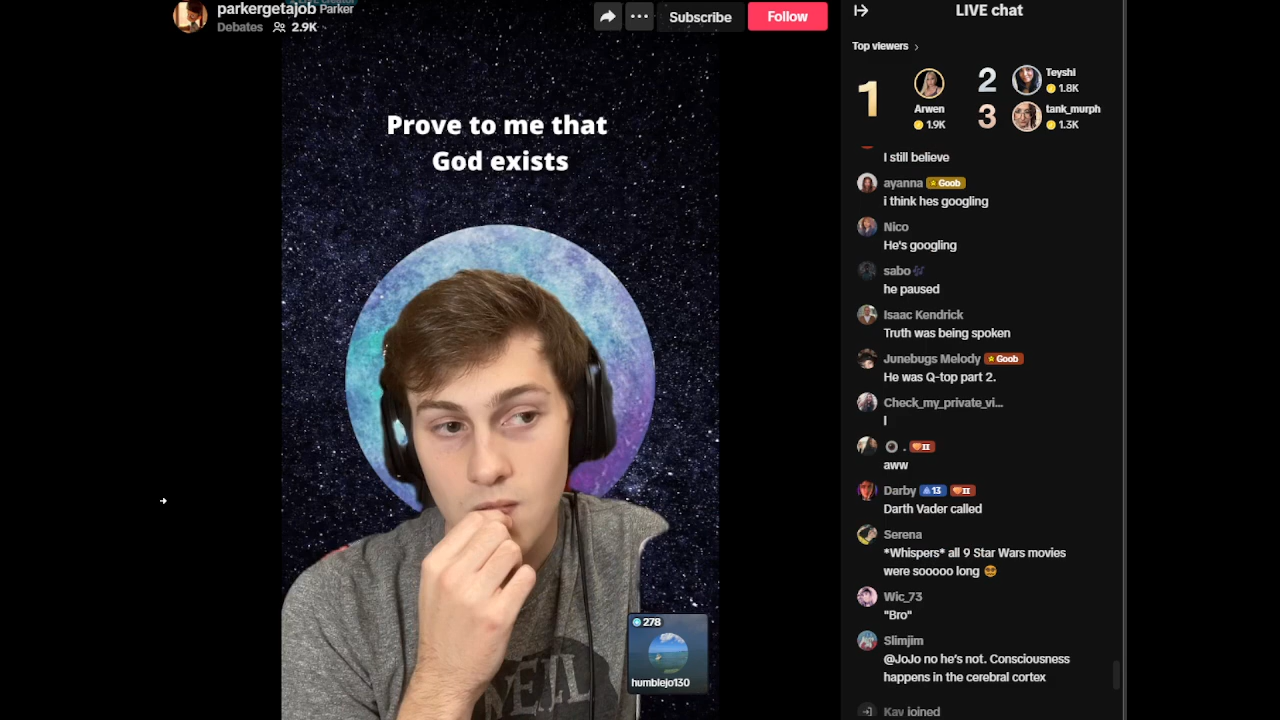 parkergetajob Parker
Debates 2.9K
Subscribe
Follow
Prove to me that
God exists
278
humblejo130
LIVE chat
Top viewers >
1
Arwen
1.9K
2
Teyshi
1.8K
3
tank_murph
1.3K
I still believe
ayanna Goob
i think hes googling
Nico
He's googling
sabo
he paused
Isaac Kendrick
Truth was being spoken
Junebugs Melody Goob
He was Q-top part 2.
Check_my_private_vi...
I
. II
aww
Darby 13 II
Darth Vader called
Serena
*Whispers* all 9 Star Wars movies
were sooooo long
Wic_73
"Bro"
Slimjim
@JoJo no he's not. Consciousness
happens in the cerebral cortex
Kav joined